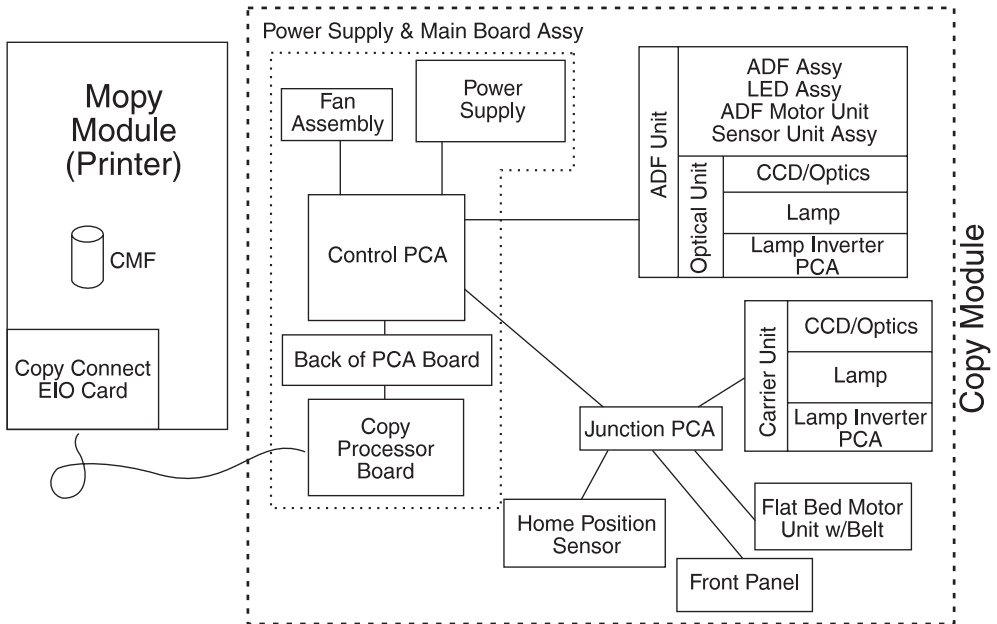 Mopy
Module
(Printer)
CMF
Copy Connect
EIO Card
Power Supply & Main Board Assy
Fan
Assembly
Power
Supply
Control PCA
Back of PCA Board
Copy
Processor
Board
ADF Unit
ADF Assy
LED Assy
ADF Motor Unit
Sensor Unit Assy
Optical Unit
CCD/Optics
Lamp
Lamp Inverter
PCA
Carrier Unit
CCD/Optics
Lamp
Lamp Inverter
PCA
Junction PCA
Home Position
Sensor
Flat Bed Motor
Unit w/Belt
Front Panel
Copy Module